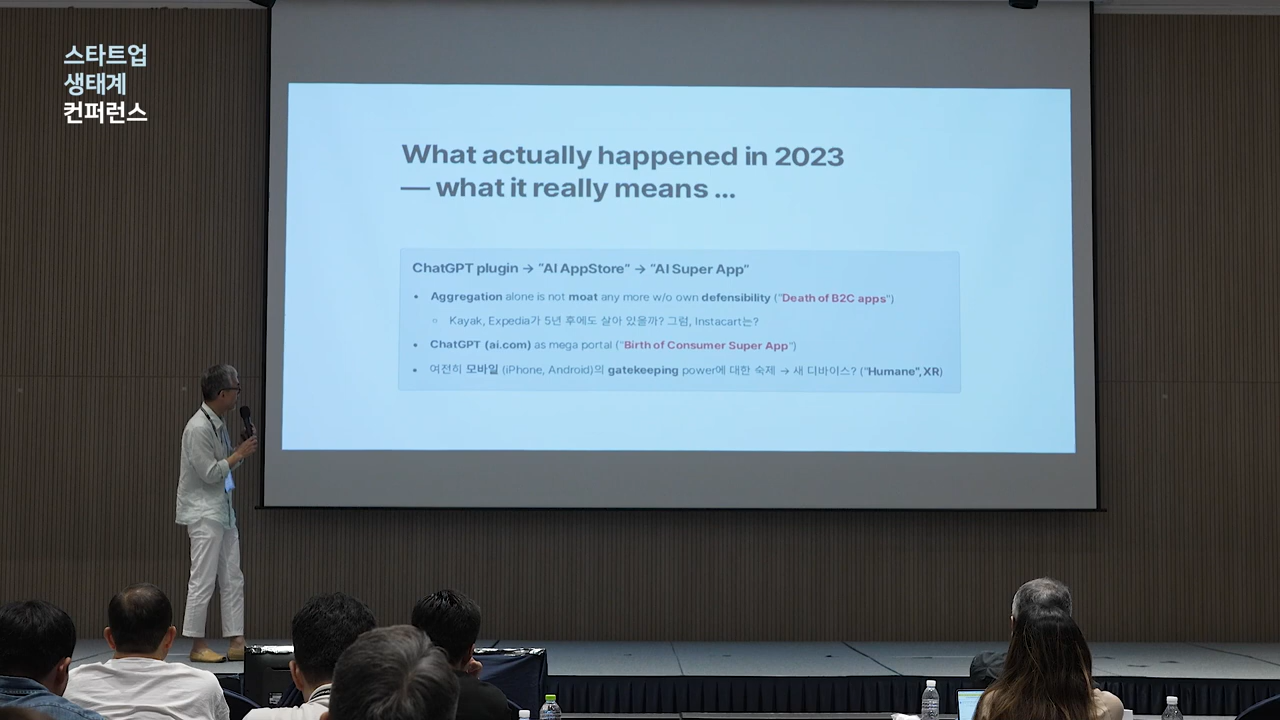 스타트업
생태계
컨퍼런스
What actually happened in 2023
— what it really means ...
ChatGPT plugin → "AI AppStore" → "AI Super App"
• Aggregation alone is not moat any more w/o own defensibility ("Death of B2C apps")
○ Kayak, Expedia가 5년 후에도 살아 있을까? 그럼, Instacart는?
• ChatGPT (ai.com) as mega portal ("Birth of Consumer Super App")
• 여전히 모바일 (iPhone, Android)의 gatekeeping power에 대한 숙제 → 새 디바이스? ("Humane", XR)